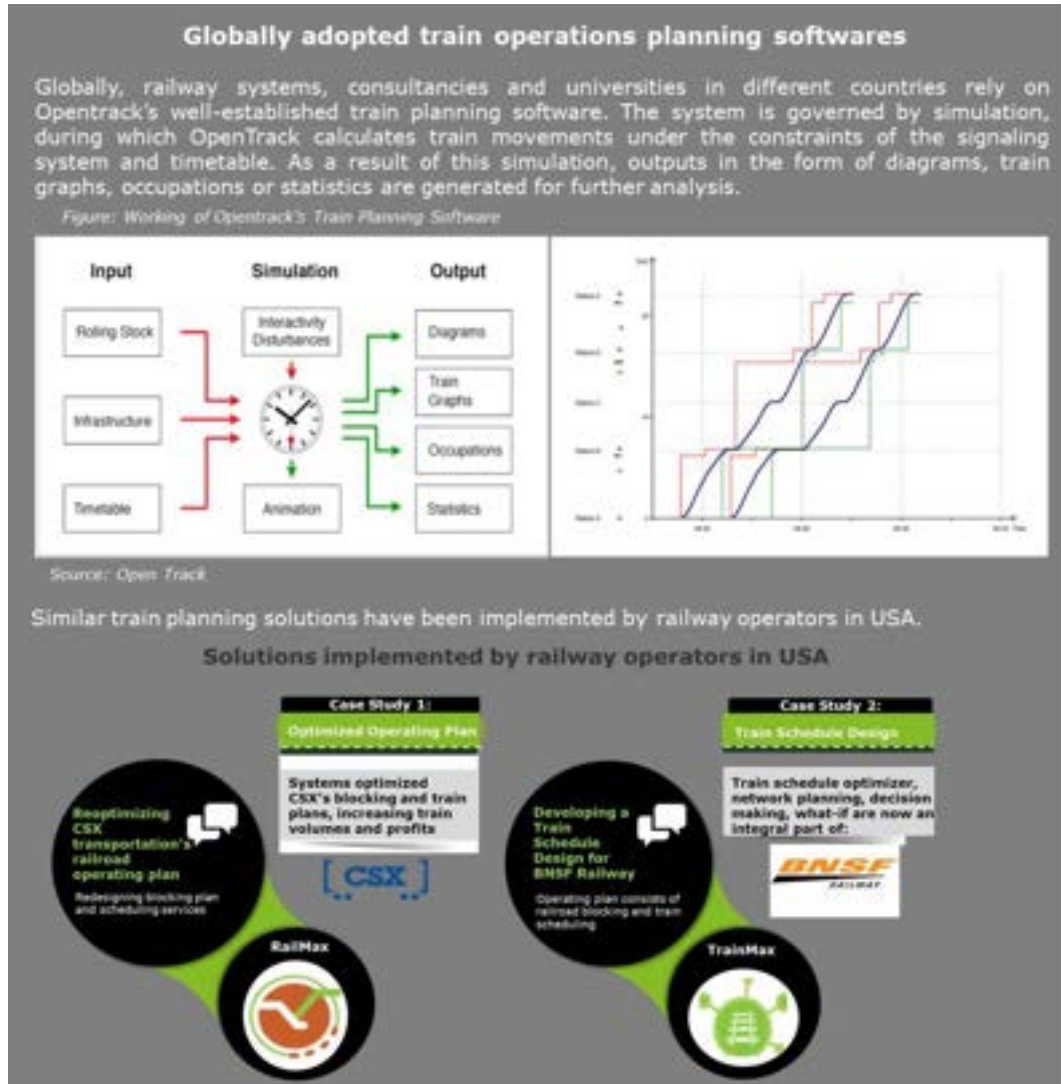 Globally adopted train operations planning softwares
Globally, railway systems, consultancies and universities in different countries rely on
Opentrack's well-established train planning software. The system is governed by simulation,
during which OpenTrack calculates train movements under the constraints of the signaling
system and timetable. As a result of this simulation, outputs in the form of diagrams, train
graphs, occupations or statistics are generated for further analysis.
Figure: Working of Opentrack's Train Planning Software
Input
Simulation
Output
Rolling Stock
Interactivity
Disturbances
Diagrams
Train
Graphs
Infrastructure
Occupations
Timetable
Animation
Statistics
Source: Open Track
Similar train planning solutions have been implemented by railway operators in USA.
Solutions implemented by railway operators in USA
Case Study 1:
Optimized Operating Plan
Systems optimized
CSX's blocking and train
plans, increasing train
volumes and profits
CSX
Reoptimizing
CSX
transportation's
railroad
operating plan
Redesigning blocking plan
and scheduling services
RailMax
Case Study 2:
Train Schedule Design
Train schedule optimizer,
network planning, decision
making, what-if are now an
integral part of:
BNSF
RAILWAY
Developing a
Train
Schedule
Design for
BNSF Railway
Operating plan consists of
railroad blocking and train
scheduling
TrainMax